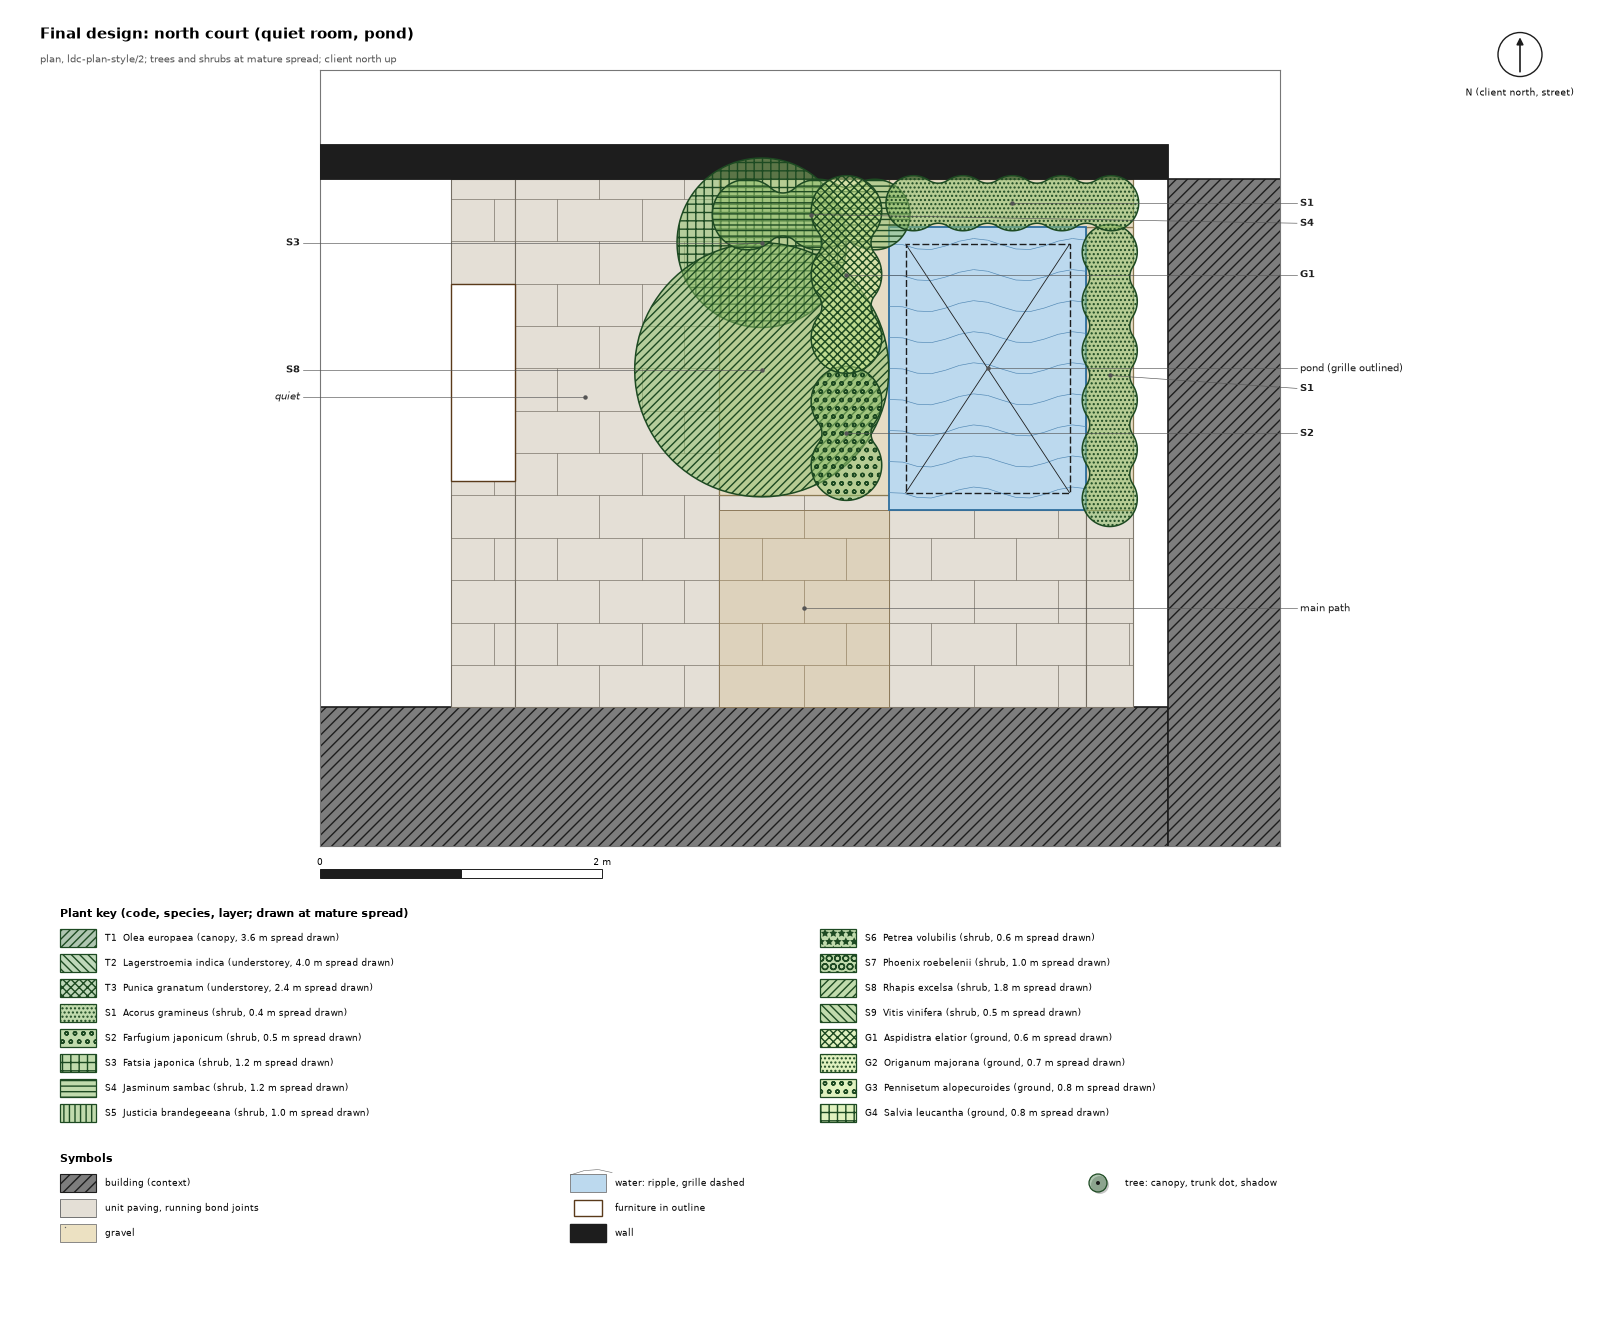 Final design: north court (quiet room, pond)
plan, ldc-plan-style/2; trees and shrubs at mature spread; client north up
N (client north, street)
S1
S4
S3
G1
pond (grille outlined)
S8
S1
quiet
S2
main path
0
2 m
Plant key (code, species, layer; drawn at mature spread)
T1 Olea europaea (canopy, 3.6 m spread drawn)
T2 Lagerstroemia indica (understorey, 4.0 m spread drawn)
T3 Punica granatum (understorey, 2.4 m spread drawn)
S1 Acorus gramineus (shrub, 0.4 m spread drawn)
S2 Farfugium japonicum (shrub, 0.5 m spread drawn)
S3 Fatsia japonica (shrub, 1.2 m spread drawn)
S4 Jasminum sambac (shrub, 1.2 m spread drawn)
S5 Justicia brandegeeana (shrub, 1.0 m spread drawn)
S6 Petrea volubilis (shrub, 0.6 m spread drawn)
S7 Phoenix roebelenii (shrub, 1.0 m spread drawn)
S8 Rhapis excelsa (shrub, 1.8 m spread drawn)
S9 Vitis vinifera (shrub, 0.5 m spread drawn)
G1 Aspidistra elatior (ground, 0.6 m spread drawn)
G2 Origanum majorana (ground, 0.7 m spread drawn)
G3 Pennisetum alopecuroides (ground, 0.8 m spread drawn)
G4 Salvia leucantha (ground, 0.8 m spread drawn)
Symbols
building (context)
unit paving, running bond joints
gravel
water: ripple, grille dashed
furniture in outline
wall
tree: canopy, trunk dot, shadow